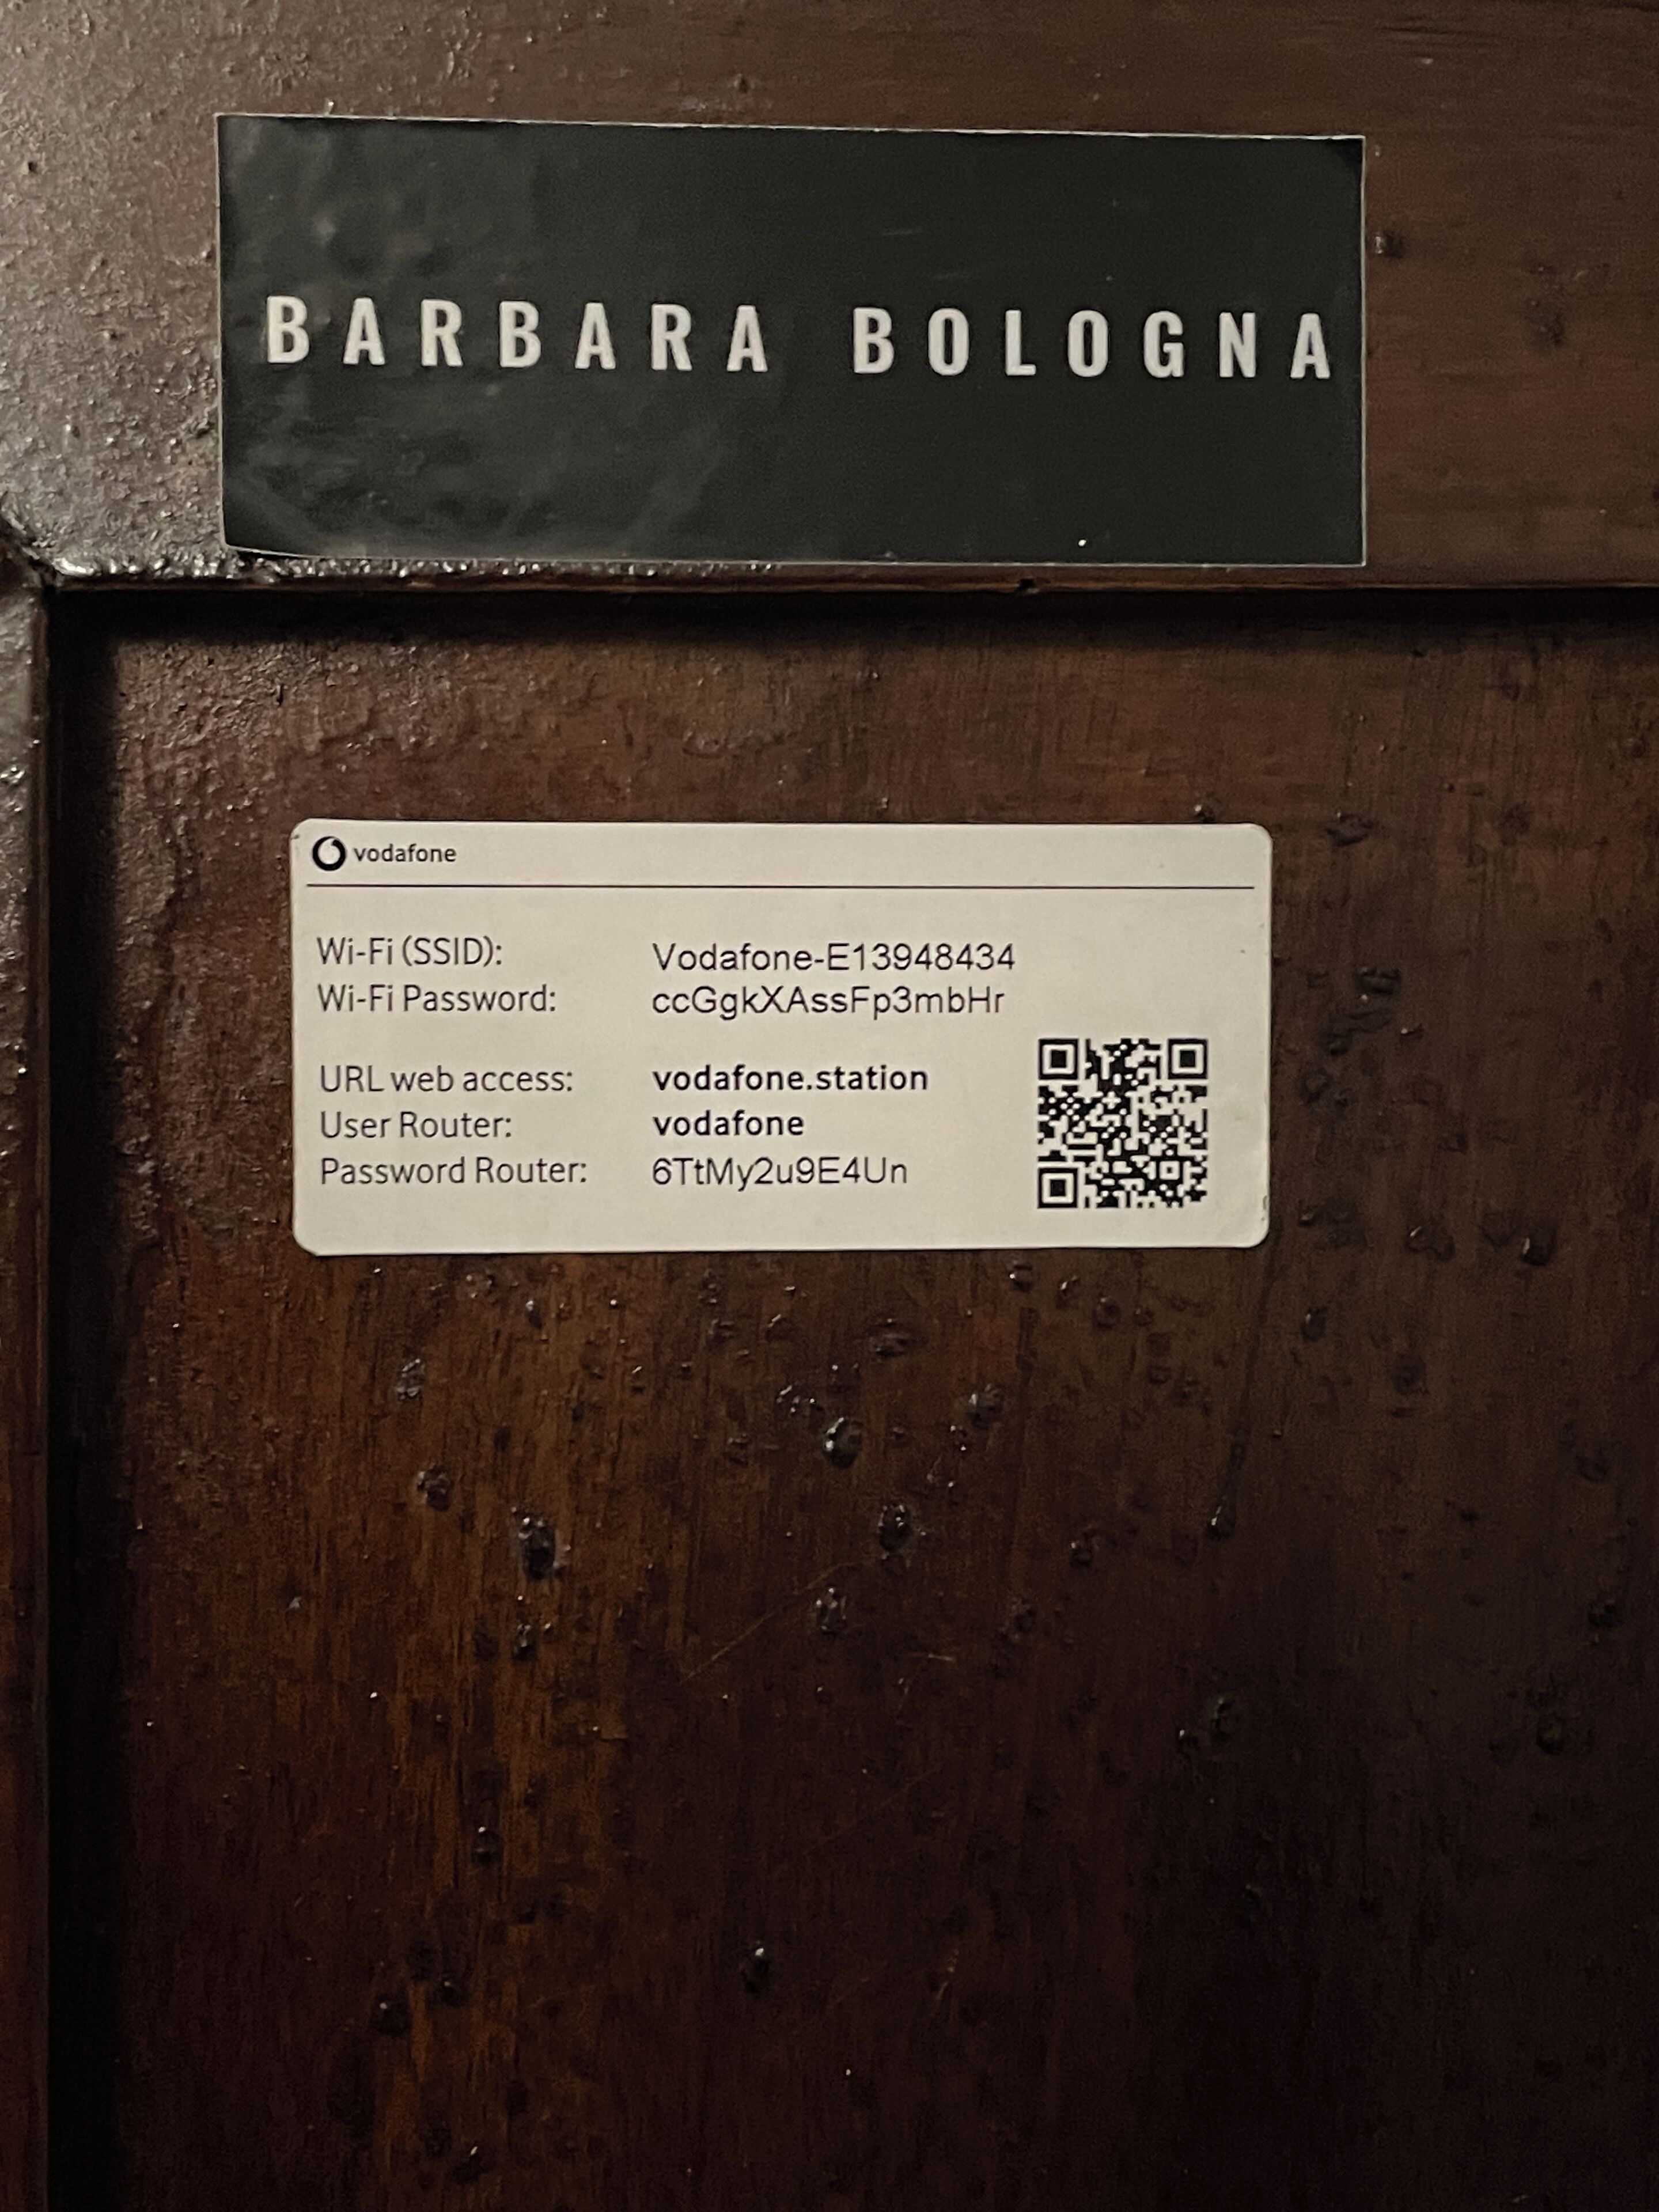 BARBARA BOLOGNA
vodafone
Wi-Fi (SSID): Vodafone-E13948434
Wi-Fi Password: ccGgkXAssFp3mbHr
URL web access: vodafone.station
User Router: vodafone
Password Router: 6TtMy2u9E4Un